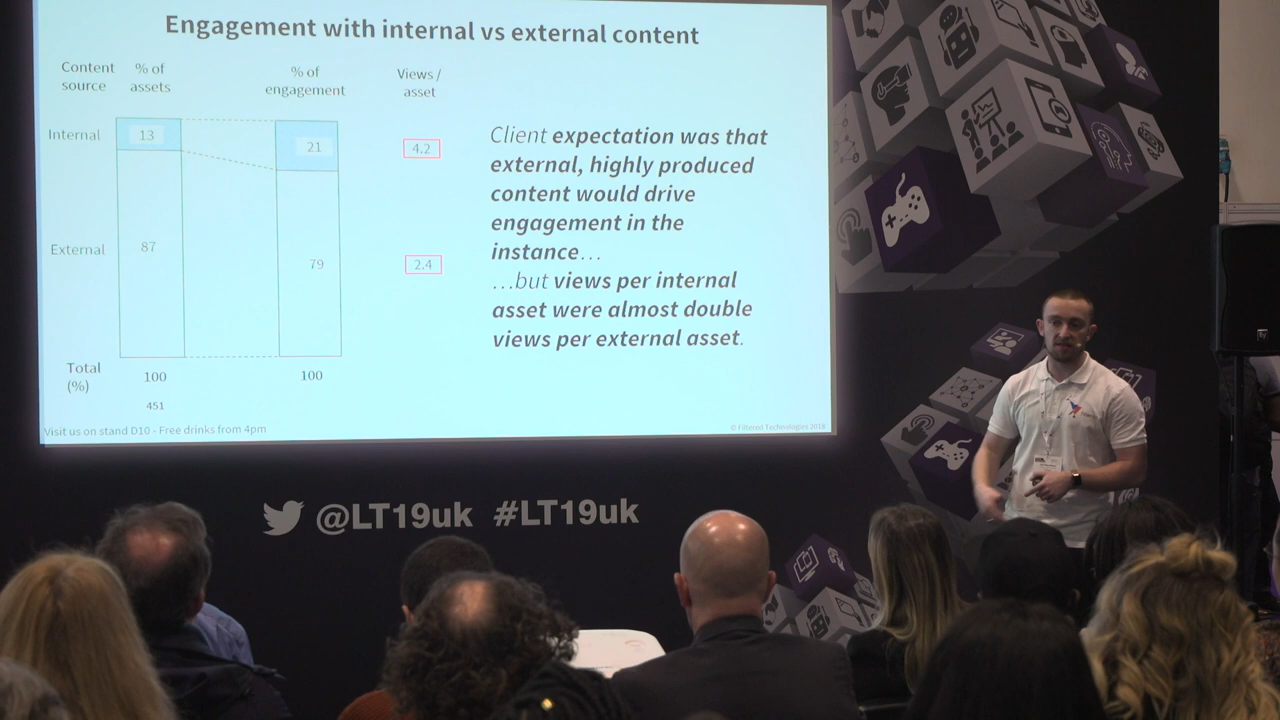 Engagement with internal vs external content
Content source
% of assets
% of engagement
Views / asset
Internal
13
21
4.2
External
87
79
2.4
Total (%)
100
100
451
Client expectation was that
external, highly produced
content would drive
engagement in the
instance…
…but views per internal
asset were almost double
views per external asset.
Visit us on stand D10 - Free drinks from 4pm
© Filtered Technologies 2018
@LT19uk #LT19uk